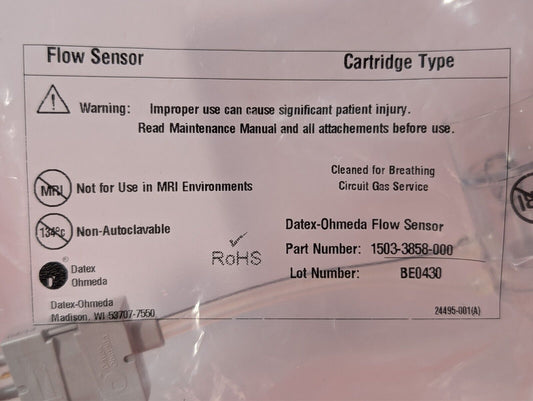 Flow Sensor
Cartridge Type
Warning: Improper use can cause significant patient injury.
Read Maintenance Manual and all attachements before use.
Cleaned for Breathing
Circuit Gas Service
MRI Not for Use in MRI Environments
134°c Non-Autoclavable
RoHS
Datex-Ohmeda Flow Sensor
Part Number: 1503-3858-000
Lot Number: BE0430
Datex
Ohmeda
Datex-Ohmeda
Madison, WI 53707-7550
24495-001(A)